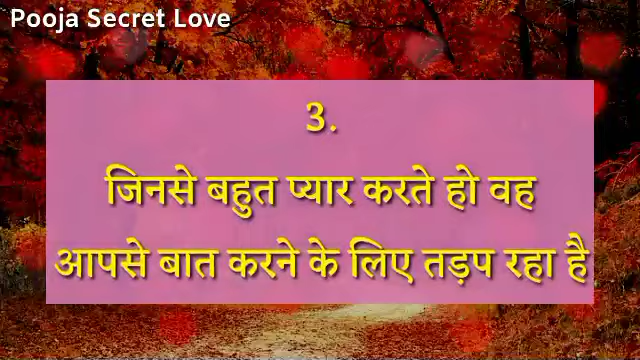 Pooja Secret Love
3.
जिनसे बहुत प्यार करते हो वह
आपसे बात करने के लिए तड़प रहा है